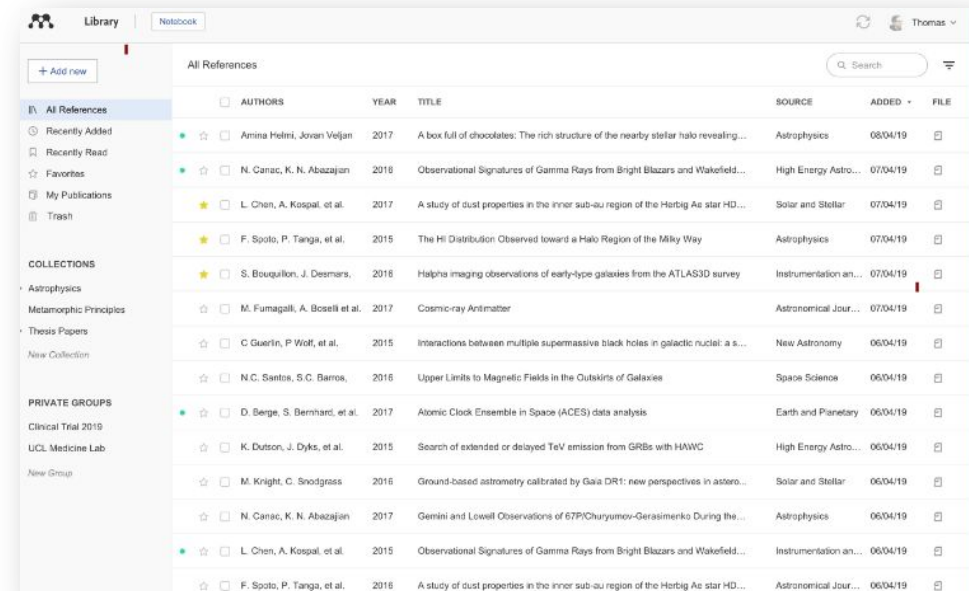 Library
Notebook
Thomas
+ Add new
All References
Recently Added
Recently Read
Favorites
My Publications
Trash
COLLECTIONS
Astrophysics
Metamorphic Principles
Thesis Papers
New Collection
PRIVATE GROUPS
Clinical Trial 2019
UCL Medicine Lab
New Group
All References
Search
AUTHORS YEAR TITLE SOURCE ADDED FILE
Amina Helmi, Jovan Veljan 2017 A box full of chocolates: The rich structure of the nearby stellar halo revealing... Astrophysics 08/04/19
N. Canac, K. N. Abazajian 2016 Observational Signatures of Gamma Rays from Bright Blazars and Wakefield... High Energy Astro... 07/04/19
L. Chen, A. Kospal, et al. 2017 A study of dust properties in the inner sub-au region of the Herbig Ae star HD... Solar and Stellar 07/04/19
F. Spoto, P. Tanga, et al. 2015 The HI Distribution Observed toward a Halo Region of the Milky Way Astrophysics 07/04/19
S. Bouquillon, J. Desmars, 2016 Halpha imaging observations of early-type galaxies from the ATLAS3D survey Instrumentation an... 07/04/19
M. Fumagalli, A. Boselli et al. 2017 Cosmic-ray Antimatter Astronomical Jour... 07/04/19
C Guerlin, P Wolf, et al. 2015 Interactions between multiple supermassive black holes in galactic nuclei: a s... New Astronomy 06/04/19
N.C. Santos, S.C. Barros, 2016 Upper Limits to Magnetic Fields in the Outskirts of Galaxies Space Science 06/04/19
D. Berge, S. Bernhard, et al. 2017 Atomic Clock Ensemble in Space (ACES) data analysis Earth and Planetary 06/04/19
K. Dutson, J. Dyks, et al. 2015 Search of extended or delayed TeV emission from GRBs with HAWC High Energy Astro... 06/04/19
M. Knight, C. Snodgrass 2016 Ground-based astrometry calibrated by Gaia DR1: new perspectives in astero... Solar and Stellar 06/04/19
N. Canac, K. N. Abazajian 2017 Gemini and Lowell Observations of 67P/Churyumov-Gerasimenko During the... Astrophysics 06/04/19
L. Chen, A. Kospal, et al. 2015 Observational Signatures of Gamma Rays from Bright Blazars and Wakefield... Instrumentation an... 06/04/19
F. Spoto, P. Tanga, et al. 2016 A study of dust properties in the inner sub-au region of the Herbig Ae star HD... Astronomical Jour... 06/04/19